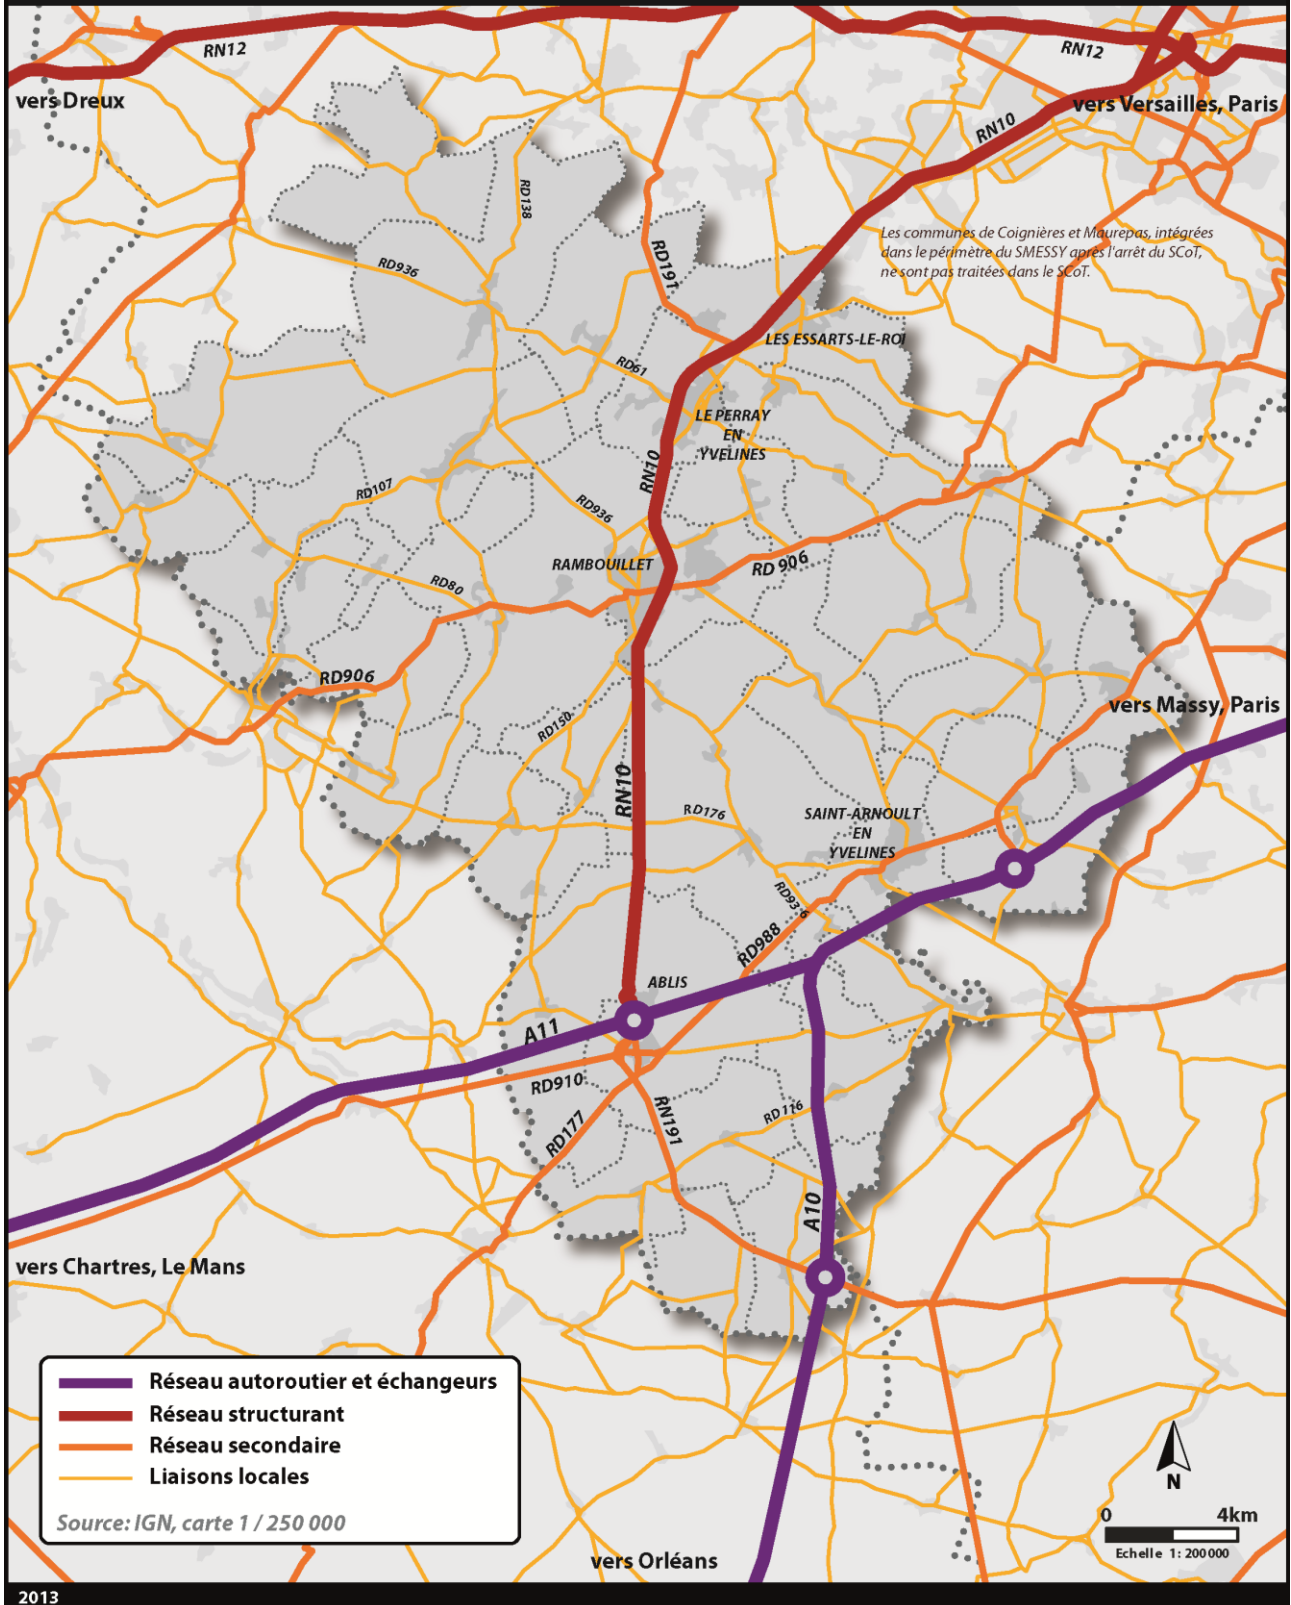 RN12
RN12
vers Dreux
vers Versailles, Paris
RN10
RD138
Les communes de Coignières et Maurepas, intégrées
dans le périmètre du SMESSY après l'arrêt du SCoT,
ne sont pas traitées dans le SCoT.
RD191
RD936
LES ESSARTS-LE-ROI
RD61
LE PERRAY
EN
YVELINES
RN10
RD107
RD936
RAMBOUILLET
RD 906
RD80
RD906
vers Massy, Paris
RD150
RN10
RD176
SAINT-ARNOULT
EN
YVELINES
RD936
RD988
ABLIS
A11
RD910
RD177
RN191
RD116
A10
vers Chartres, Le Mans
Réseau autoroutier et échangeurs
Réseau structurant
Réseau secondaire
Liaisons locales
Source: IGN, carte 1 / 250 000
N
0 4km
Echelle 1: 200 000
vers Orléans
2013